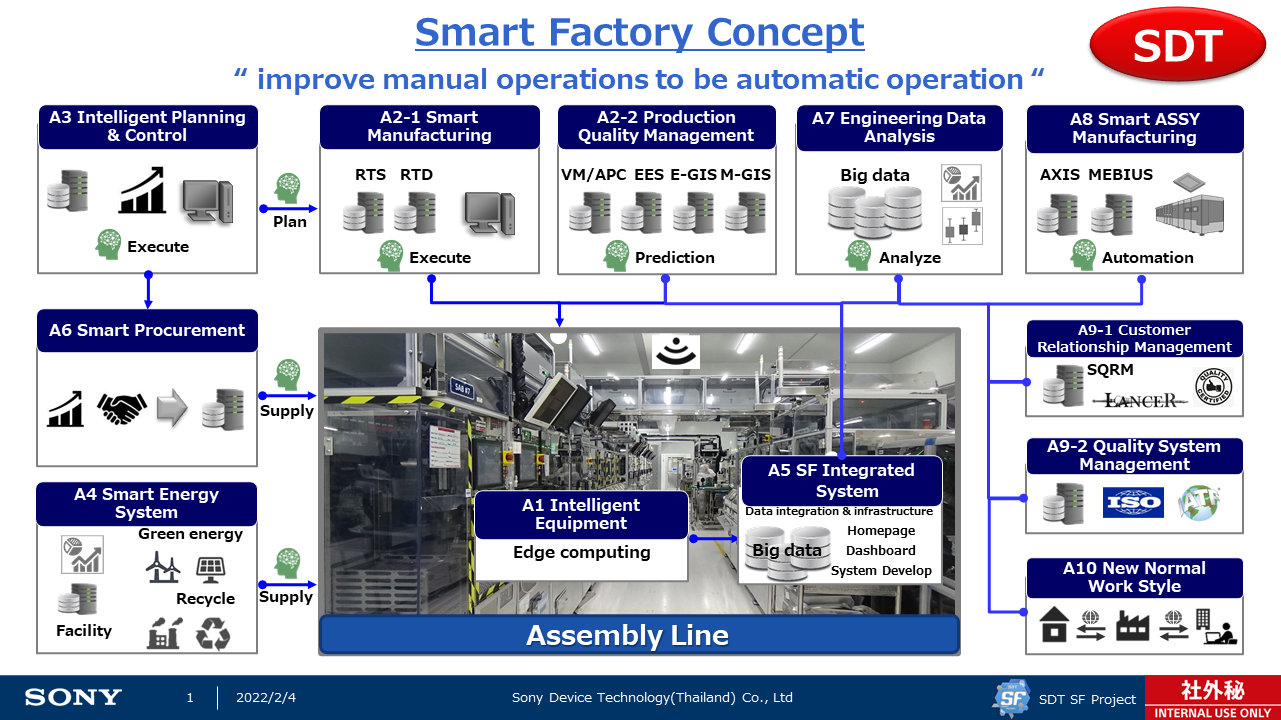 Smart Factory Concept
“ improve manual operations to be automatic operation “
SDT
A3 Intelligent Planning
& Control
Execute
Plan
A2-1 Smart
Manufacturing
RTS RTD
Execute
A2-2 Production
Quality Management
VM/APC EES E-GIS M-GIS
Prediction
A7 Engineering Data
Analysis
Big data
Analyze
A8 Smart ASSY
Manufacturing
AXIS MEBIUS
Automation
A6 Smart Procurement
Supply
A4 Smart Energy
System
Green energy
Recycle
Facility
Supply
SAB #7
A1 Intelligent
Equipment
Edge computing
A5 SF Integrated
System
Data integration & infrastructure
Big data
Homepage
Dashboard
System Develop
Assembly Line
A9-1 Customer
Relationship Management
SQRM
LANCER
QUALITY
CERTIFIED
A9-2 Quality System
Management
ISO
IATF
A10 New Normal
Work Style
SONY
1
2022/2/4
Sony Device Technology(Thailand) Co., Ltd
SDT
SF
SDT SF Project
社外秘
INTERNAL USE ONLY